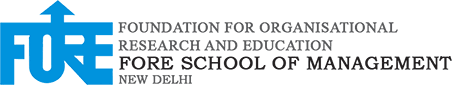 FORE
FOUNDATION FOR ORGANISATIONAL
RESEARCH AND EDUCATION
FORE SCHOOL OF MANAGEMENT
NEW DELHI